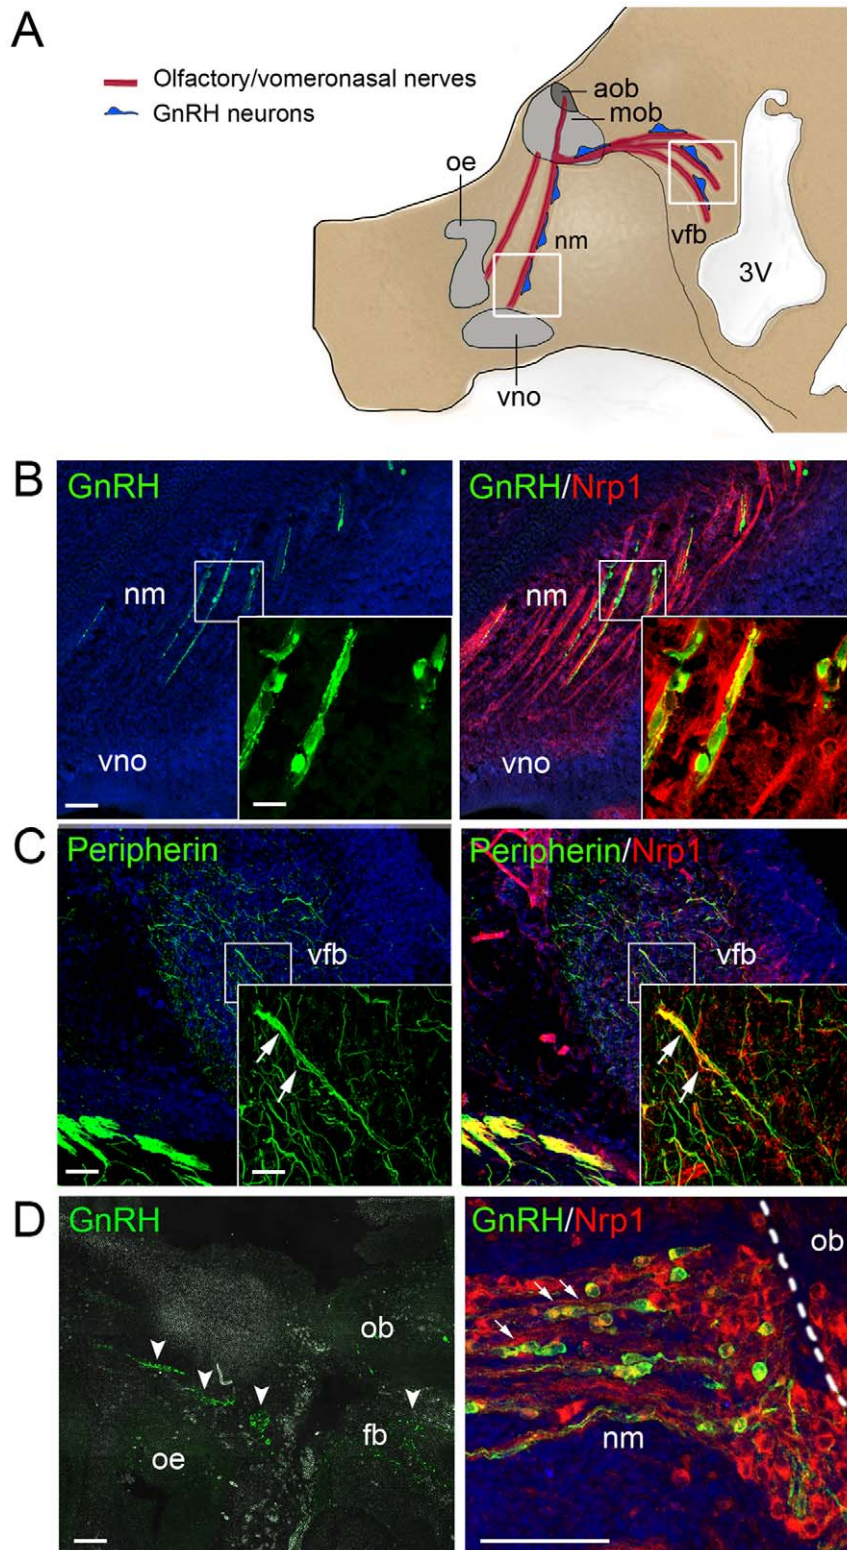 A
Olfactory/vomeronasal nerves
GnRH neurons
aob
mob
oe
nm
vfb
3V
vno
B
GnRH
nm
vno
GnRH/Nrp1
nm
vno
C
Peripherin
vfb
Peripherin/Nrp1
vfb
D
GnRH
ob
oe
fb
GnRH/Nrp1
ob
nm